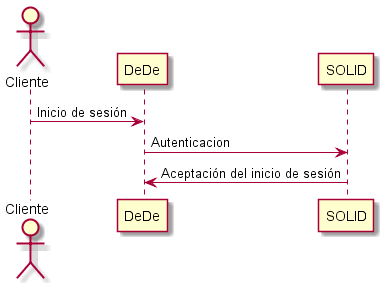 Cliente
DeDe
SOLID
Inicio de sesión
Autenticacion
Aceptación del inicio de sesión
Cliente
DeDe
SOLID